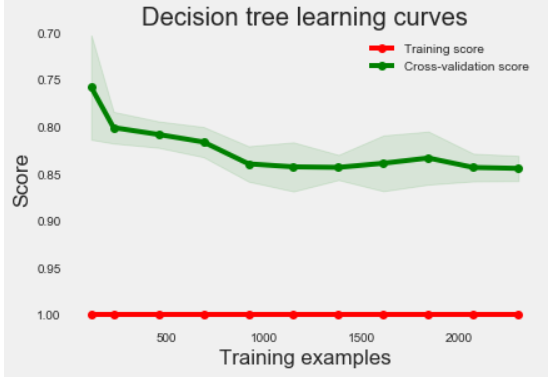 Decision tree learning curves
Training score
Cross-validation score
0.70
0.75
0.80
0.85
0.90
0.95
1.00
Score
500
1000
1500
2000
Training examples